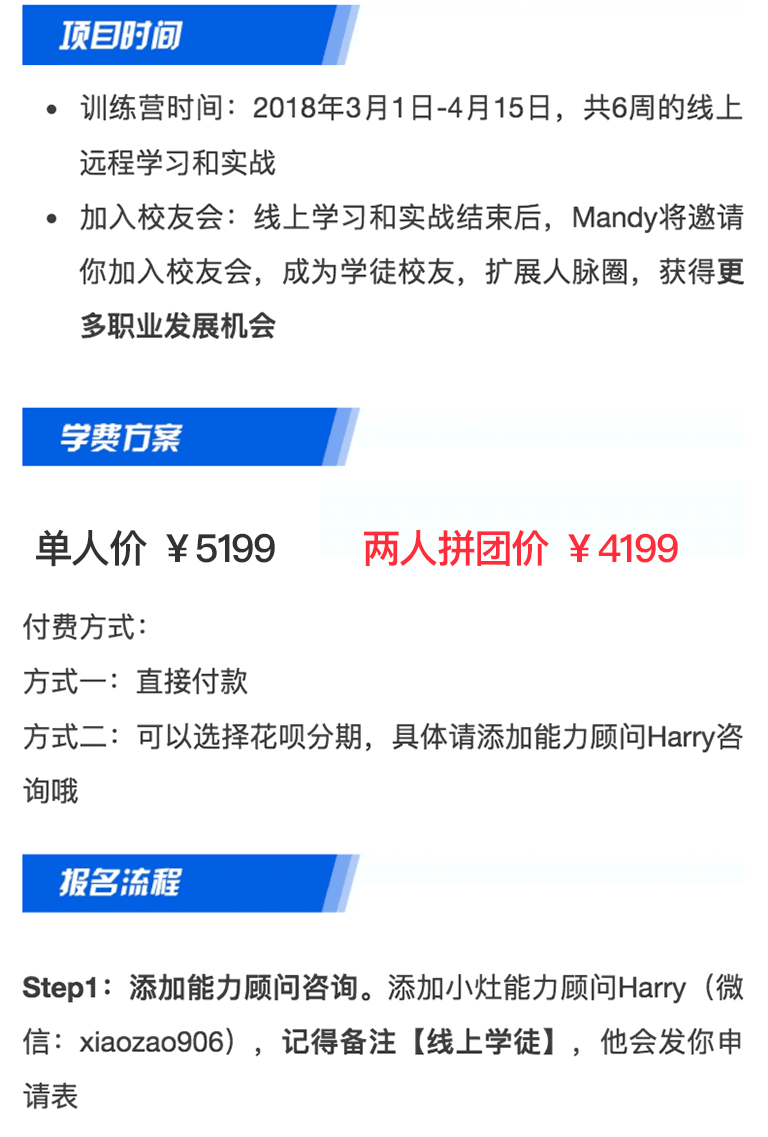 项目时间
• 训练营时间：2018年3月1日-4月15日，共6周的线上
远程学习和实战
• 加入校友会：线上学习和实战结束后，Mandy将邀请
你加入校友会，成为学徒校友，扩展人脉圈，获得更
多职业发展机会
学费方案
单人价 ￥5199 两人拼团价 ￥4199
付费方式：
方式一：直接付款
方式二：可以选择花呗分期，具体请添加能力顾问Harry咨
询哦
报名流程
Step1：添加能力顾问咨询。添加小灶能力顾问Harry（微
信：xiaozao906），记得备注【线上学徒】，他会发你申
请表